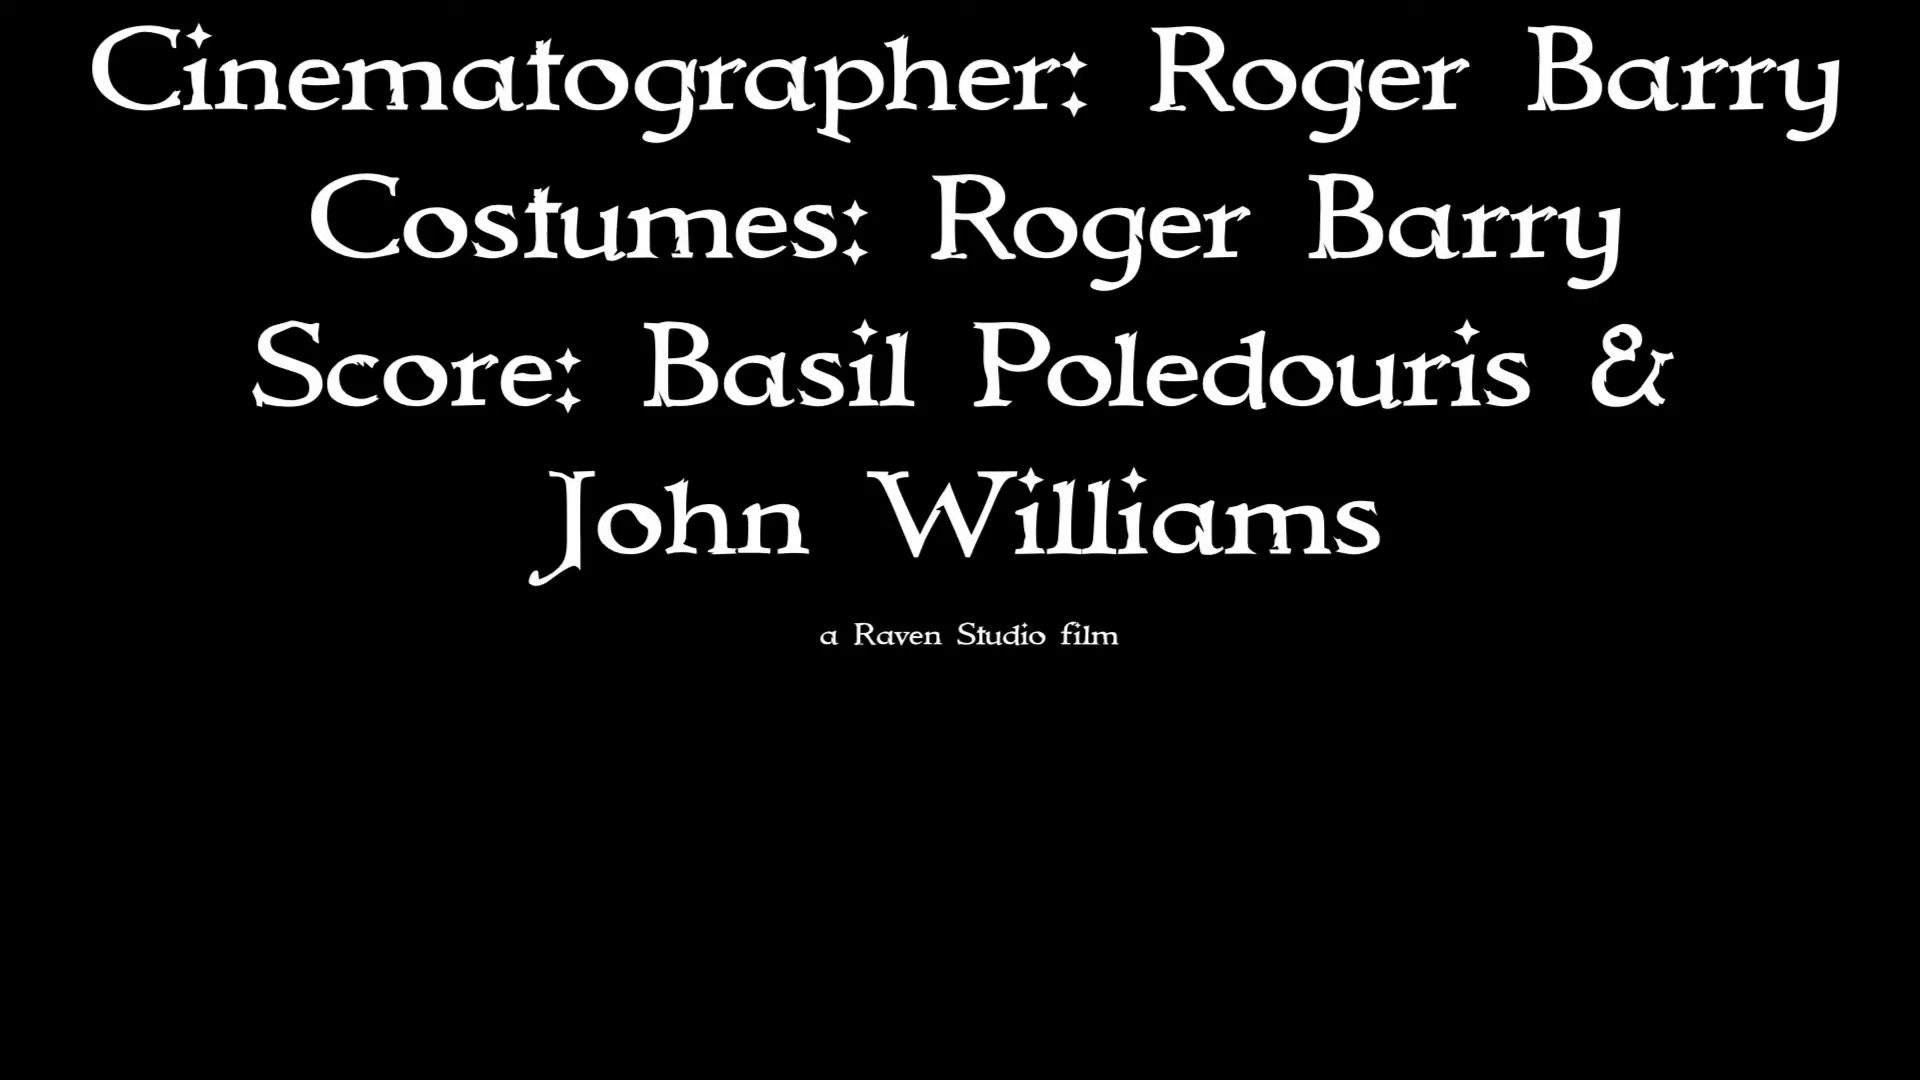 Cinematographer: Roger Barry
Costumes: Roger Barry
Score: Basil Poledouris &
John Williams
a Raven Studio film